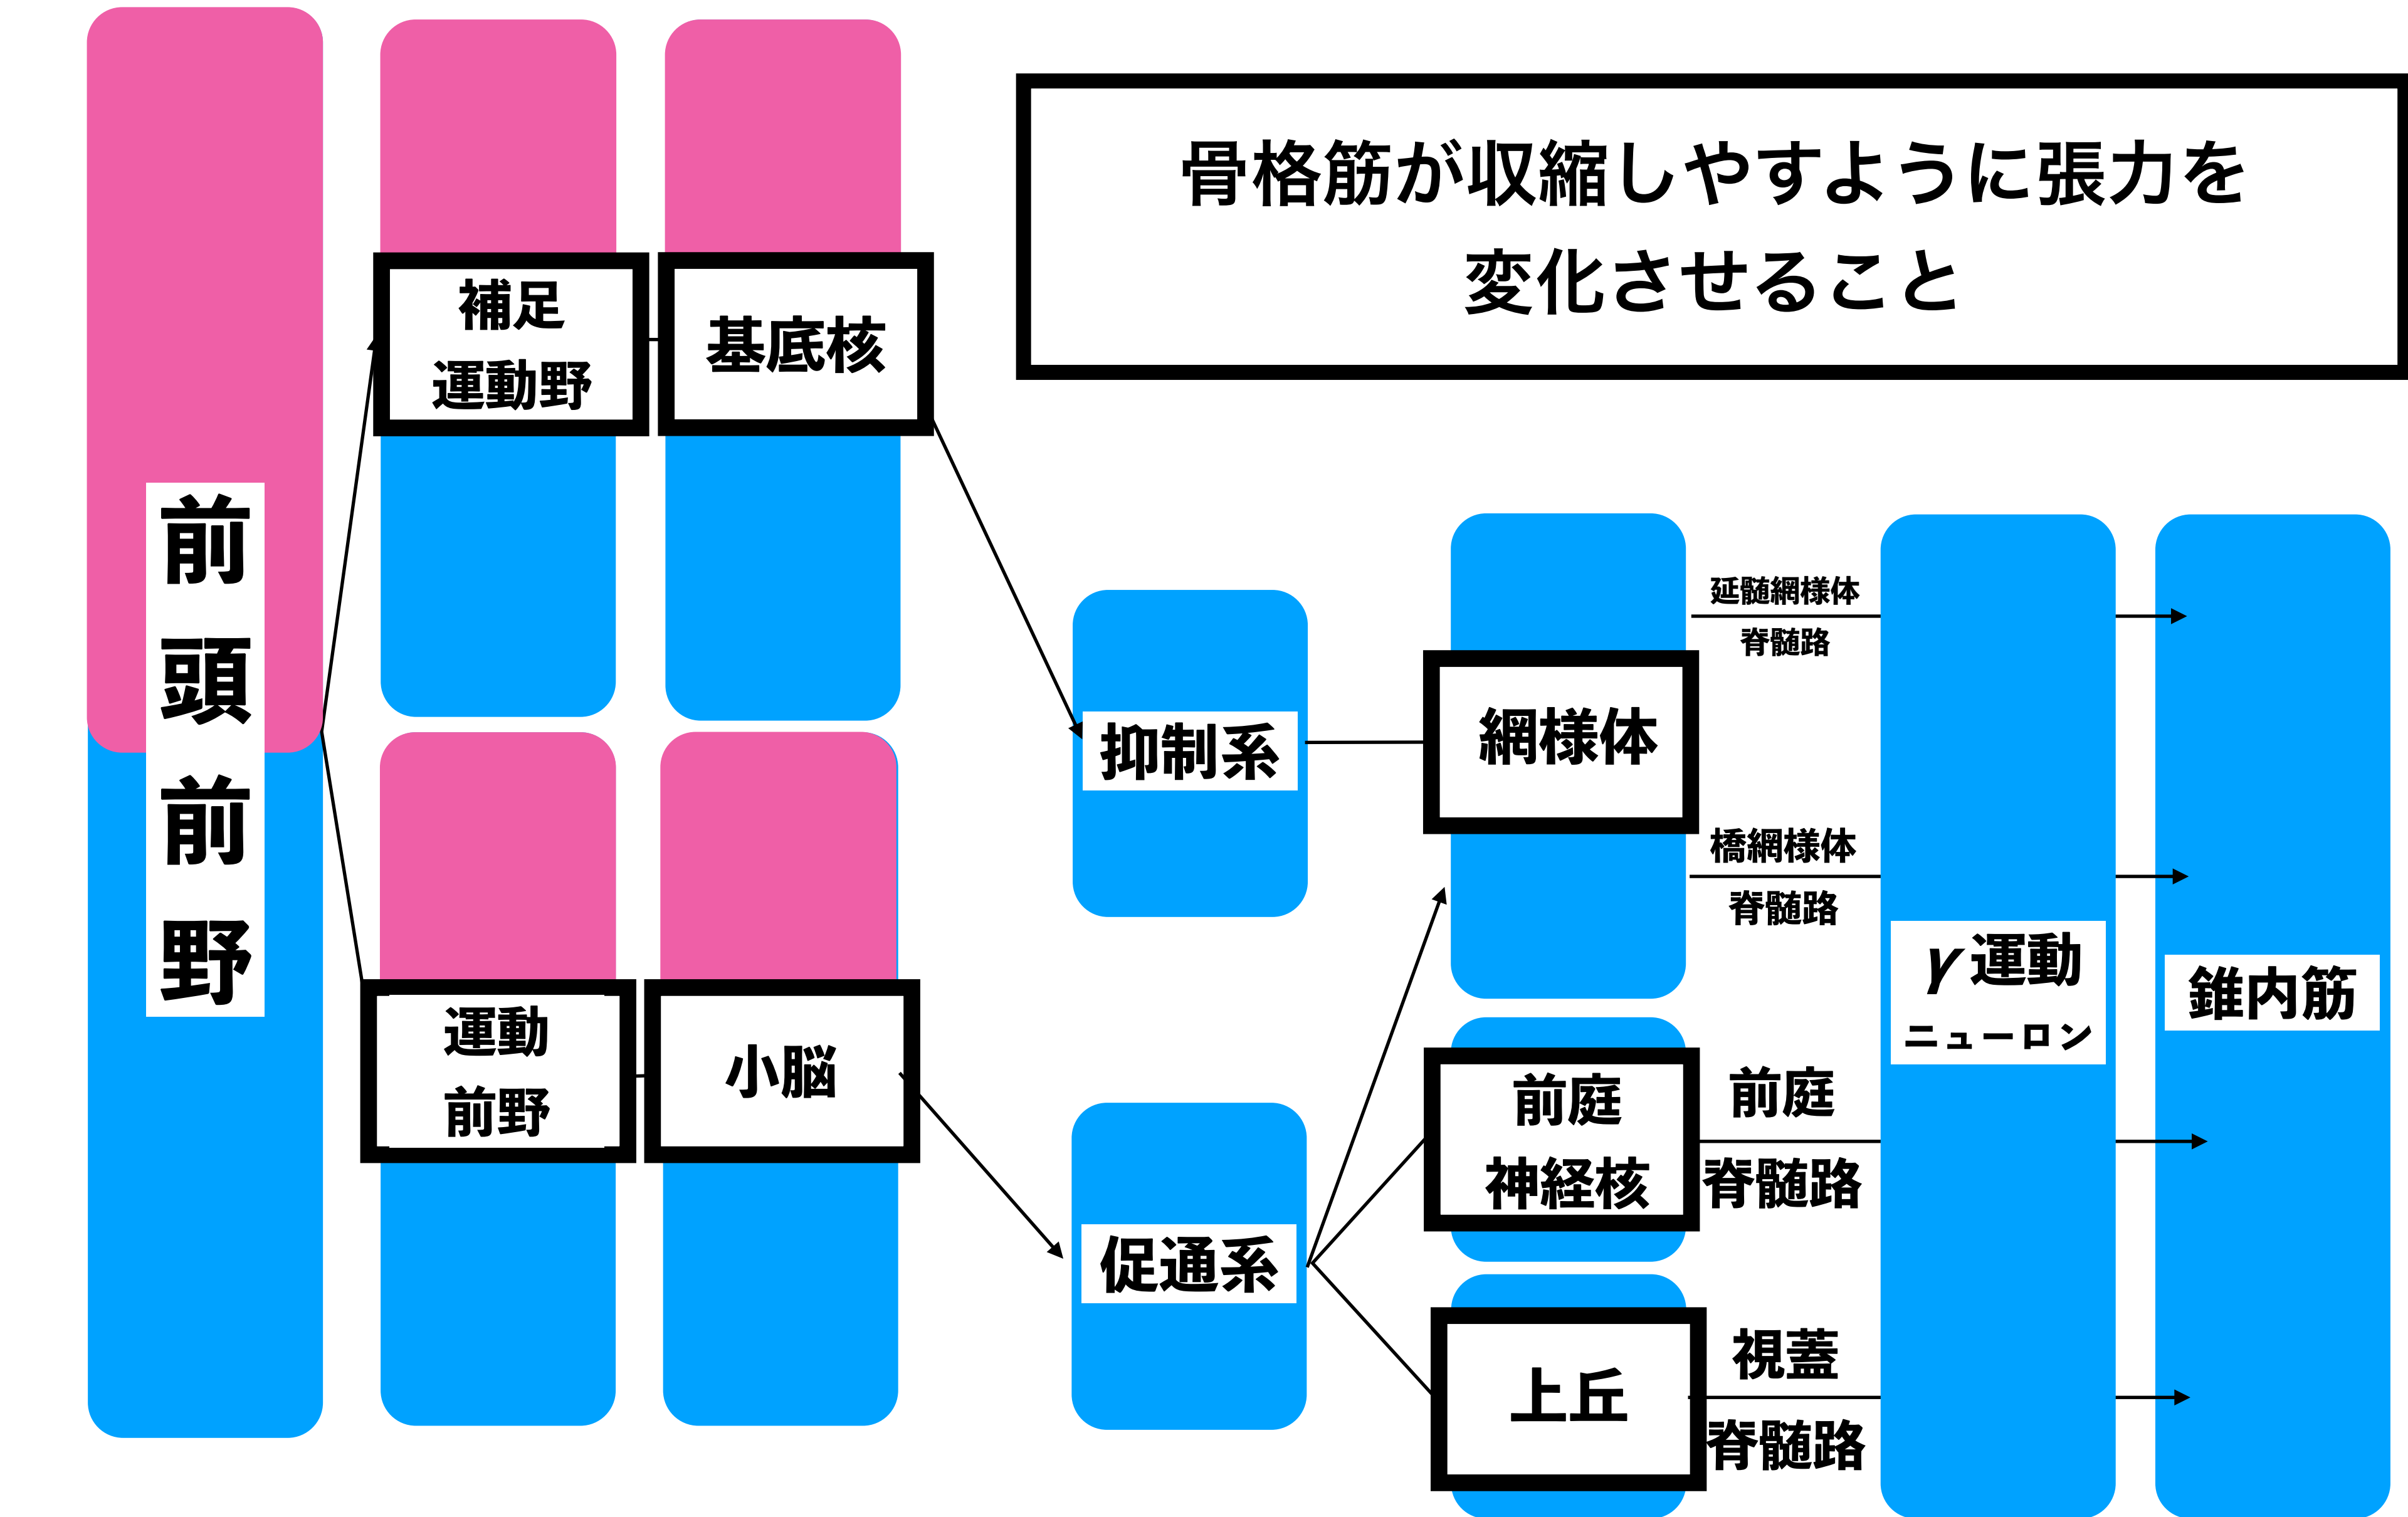 骨格筋が収縮しやすように張力を
変化させること
前
頭
前
野
補足
運動野
基底核
運動
前野
小脳
抑制系
促通系
網様体
前庭
神経核
上丘
延髄網様体
脊髄路
橋網様体
脊髄路
前庭
脊髄路
視蓋
脊髄路
γ運動
ニューロン
錐内筋